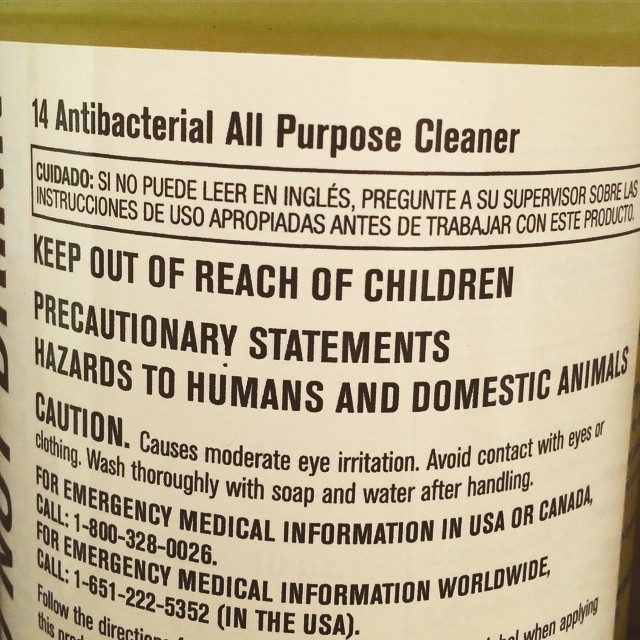 14 Antibacterial All Purpose Cleaner
CUIDADO: SI NO PUEDE LEER EN INGLÉS, PREGUNTE A SU SUPERVISOR SOBRE LAS
INSTRUCCIONES DE USO APROPIADAS ANTES DE TRABAJAR CON ESTE PRODUCTO.
KEEP OUT OF REACH OF CHILDREN
PRECAUTIONARY STATEMENTS
HAZARDS TO HUMANS AND DOMESTIC ANIMALS
CAUTION. Causes moderate eye irritation. Avoid contact with eyes or
clothing. Wash thoroughly with soap and water after handling.
FOR EMERGENCY MEDICAL INFORMATION IN USA OR CANADA,
CALL: 1-800-328-0026.
FOR EMERGENCY MEDICAL INFORMATION WORLDWIDE,
CALL: 1-651-222-5352 (IN THE USA).
Follow the directions
when applying
this